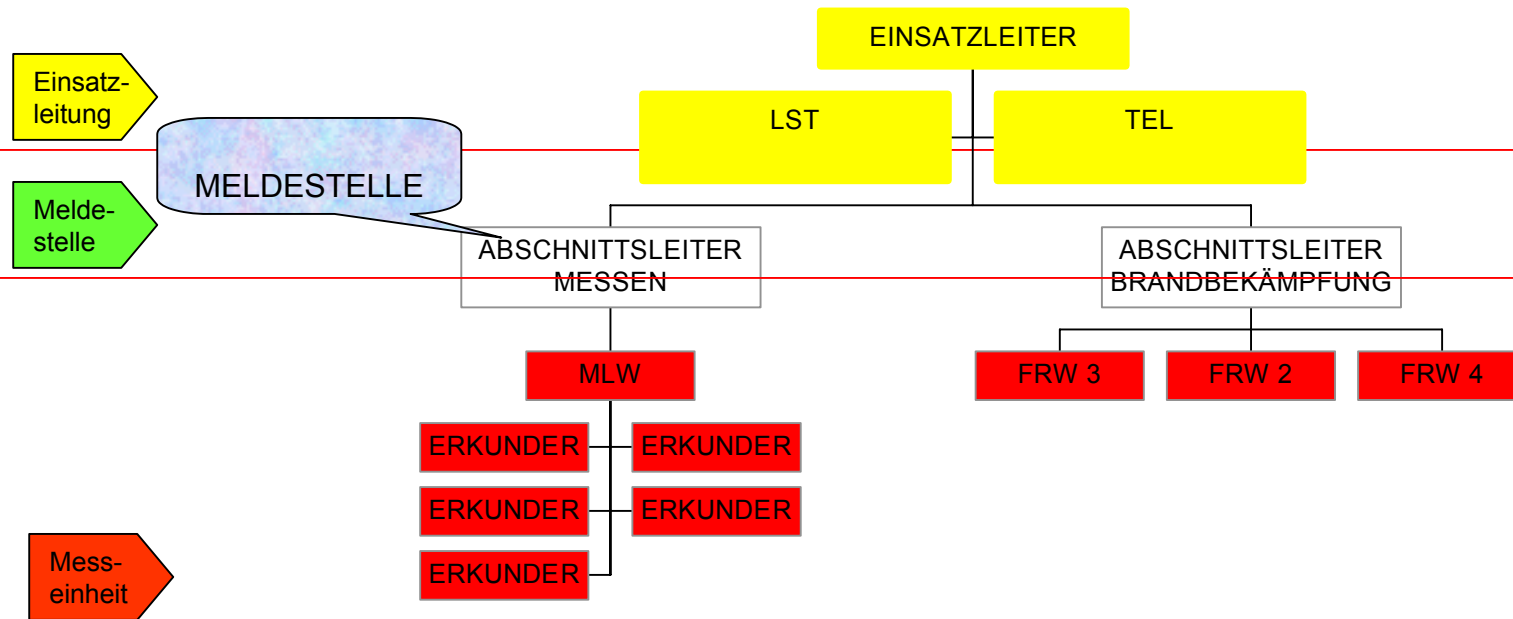 EINSATZLEITER
Einsatz-
leitung
LST
TEL
MELDESTELLE
Melde-
stelle
ABSCHNITTSLEITER
MESSEN
ABSCHNITTSLEITER
BRANDBEKÄMPFUNG
MLW
FRW 3
FRW 2
FRW 4
ERKUNDER
ERKUNDER
ERKUNDER
ERKUNDER
ERKUNDER
Mess-
einheit